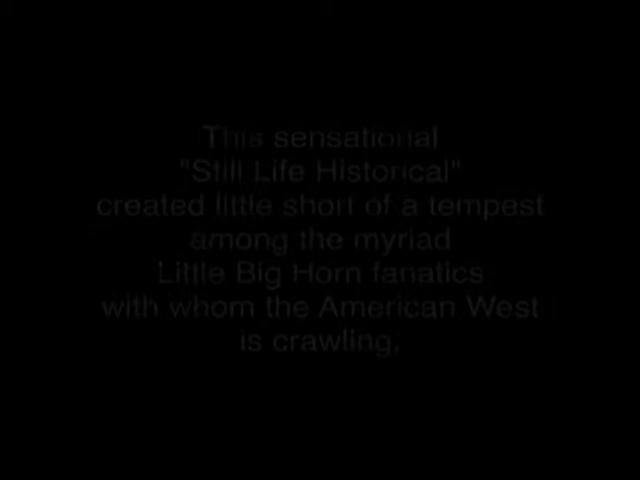 This sensational
"Still Life Historical"
created little short of a tempest
among the myriad
Little Big Horn fanatics
with whom the American West
is crawling.